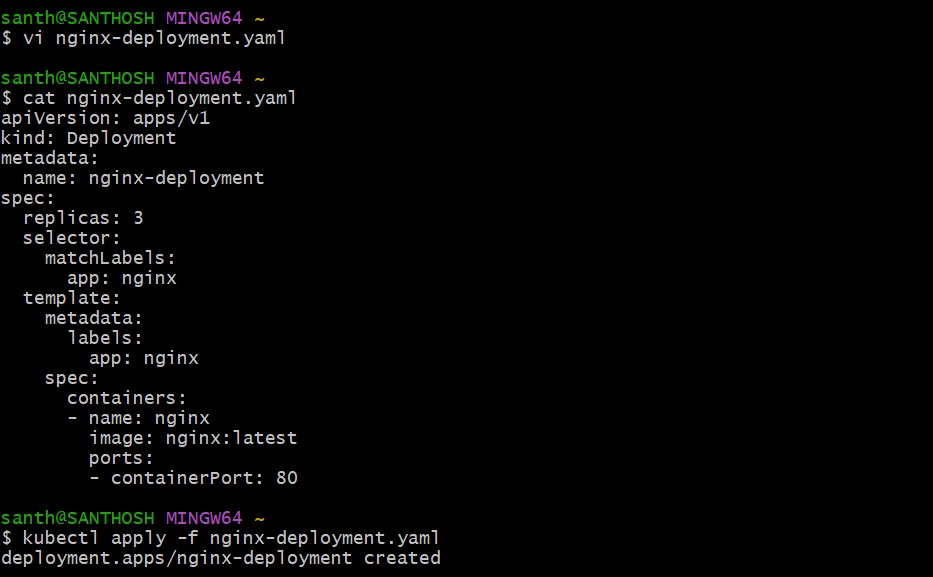 santh@SANTHOSH MINGW64 ~
$ vi nginx-deployment.yaml

santh@SANTHOSH MINGW64 ~
$ cat nginx-deployment.yaml
apiVersion: apps/v1
kind: Deployment
metadata:
  name: nginx-deployment
spec:
  replicas: 3
  selector:
    matchLabels:
      app: nginx
  template:
    metadata:
      labels:
        app: nginx
    spec:
      containers:
      - name: nginx
        image: nginx:latest
        ports:
        - containerPort: 80

santh@SANTHOSH MINGW64 ~
$ kubectl apply -f nginx-deployment.yaml
deployment.apps/nginx-deployment created